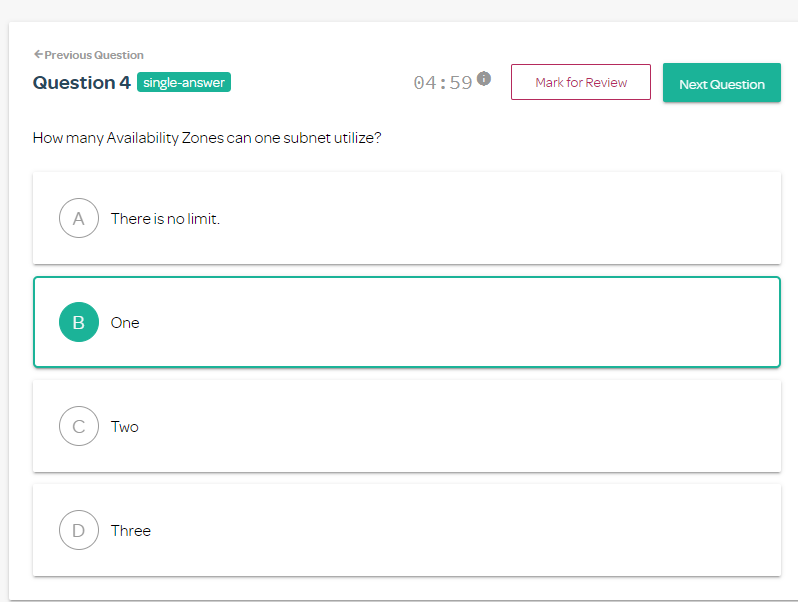 ←Previous Question
Question 4 single-answer 04:59 i Mark for Review Next Question
How many Availability Zones can one subnet utilize?
A There is no limit.
B One
C Two
D Three